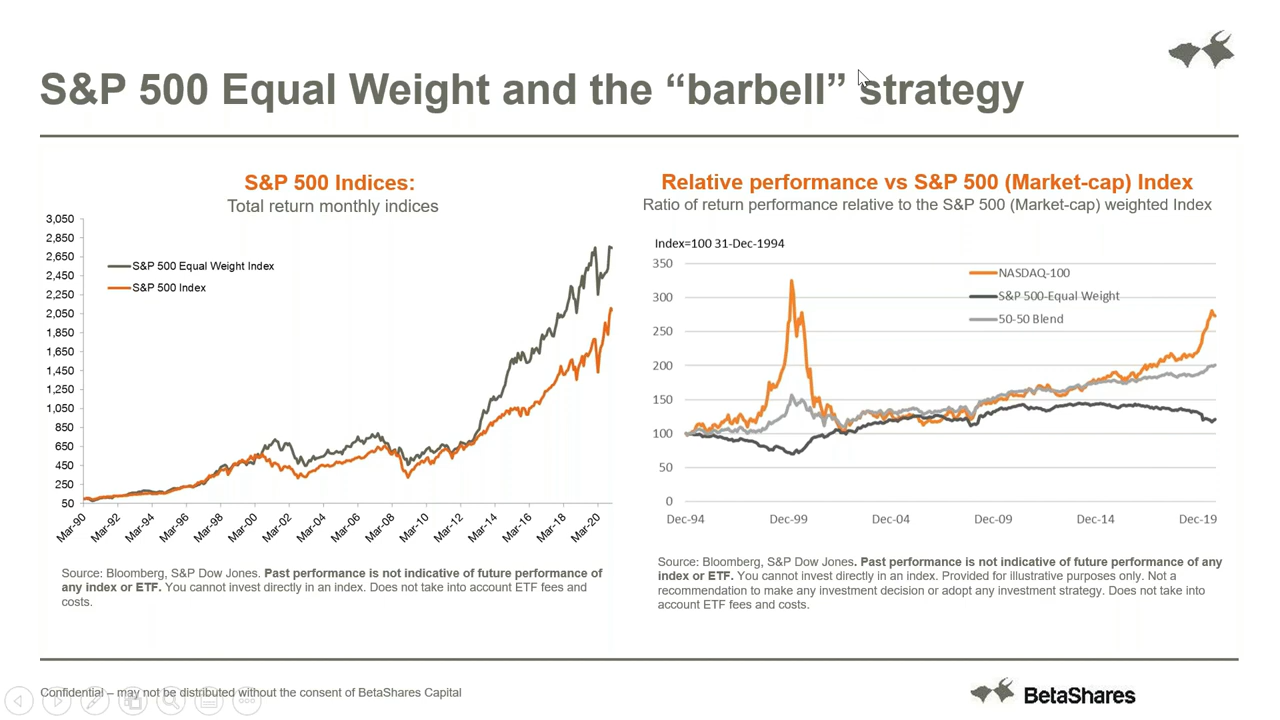 S&P 500 Equal Weight and the “barbell” strategy
S&P 500 Indices:
Total return monthly indices
3,050
2,850
2,650
2,450
2,250
2,050
1,850
1,650
1,450
1,250
1,050
850
650
450
250
50
S&P 500 Equal Weight Index
S&P 500 Index
Mar-90
Mar-92
Mar-94
Mar-96
Mar-98
Mar-00
Mar-02
Mar-04
Mar-06
Mar-08
Mar-10
Mar-12
Mar-14
Mar-16
Mar-18
Mar-20
Source: Bloomberg, S&P Dow Jones. Past performance is not indicative of future performance of
any index or ETF. You cannot invest directly in an index. Does not take into account ETF fees and
costs.
Relative performance vs S&P 500 (Market-cap) Index
Ratio of return performance relative to the S&P 500 (Market-cap) weighted Index
Index=100 31-Dec-1994
350
300
250
200
150
100
50
0
NASDAQ-100
S&P 500-Equal Weight
50-50 Blend
Dec-94
Dec-99
Dec-04
Dec-09
Dec-14
Dec-19
Source: Bloomberg, S&P Dow Jones. Past performance is not indicative of future performance of any
index or ETF. You cannot invest directly in an index. Provided for illustrative purposes only. Not a
recommendation to make any investment decision or adopt any investment strategy. Does not take into
account ETF fees and costs.
Confidential – may not be distributed without the consent of BetaShares Capital
BetaShares